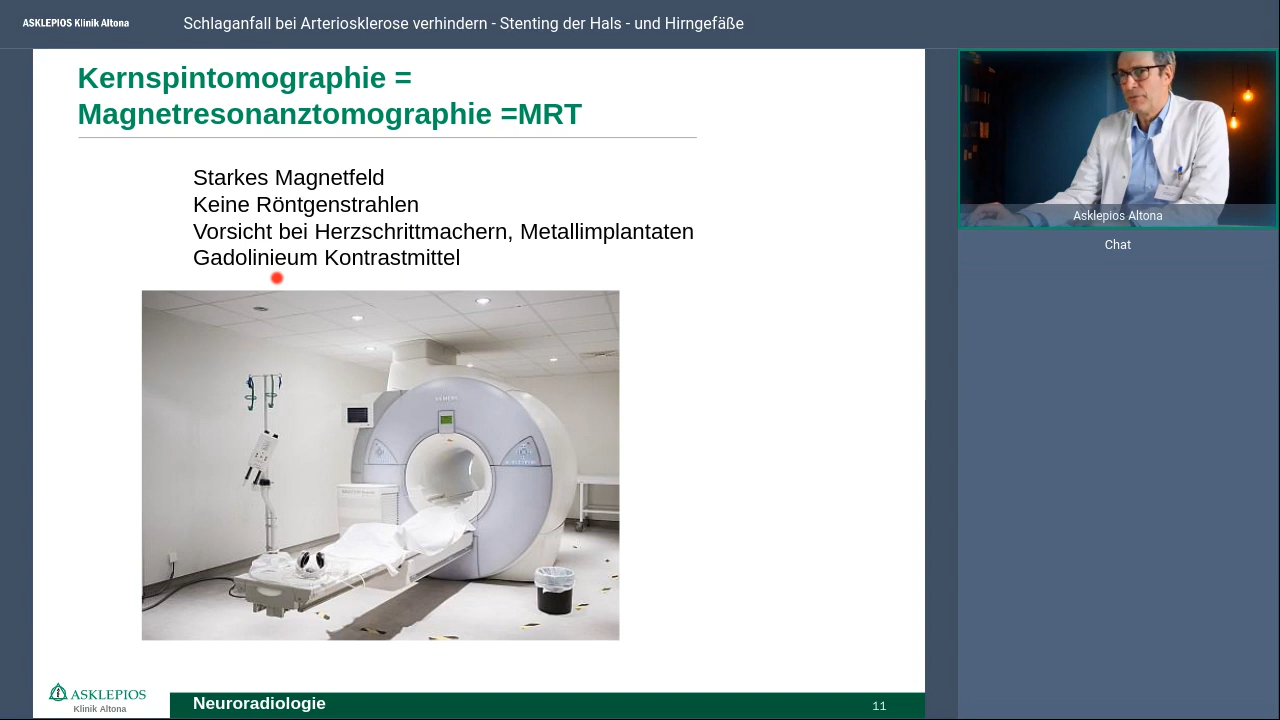 ASKLEPIOS Klinik Altona
Schlaganfall bei Arteriosklerose verhindern - Stenting der Hals - und Hirngefäße
Kernspintomographie =
Magnetresonanztomographie =MRT
Starkes Magnetfeld
Keine Röntgenstrahlen
Vorsicht bei Herzschrittmachern, Metallimplantaten
Gadolinieum Kontrastmittel
SIEMENS
Asklepios Altona
Chat
ASKLEPIOS
Klinik Altona
Neuroradiologie
11